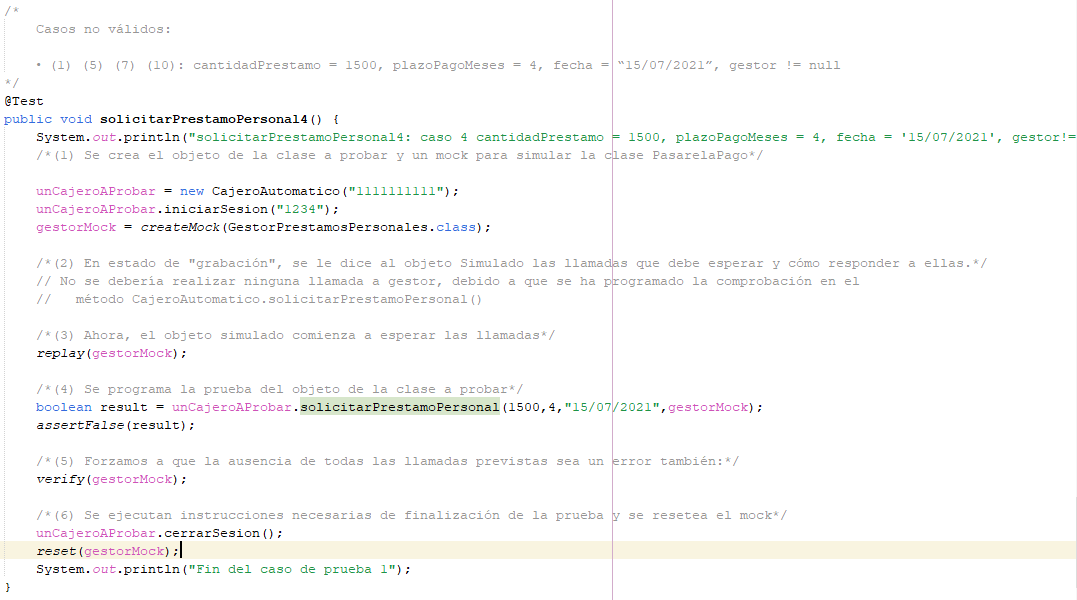 /*
    Casos no válidos:

    • (1) (5) (7) (10): cantidadPrestamo = 1500, plazoPagoMeses = 4, fecha = “15/07/2021”, gestor != null
*/
@Test
public void solicitarPrestamoPersonal4() {
    System.out.println("solicitarPrestamoPersonal4: caso 4 cantidadPrestamo = 1500, plazoPagoMeses = 4, fecha = '15/07/2021', gestor!=
    /*(1) Se crea el objeto de la clase a probar y un mock para simular la clase PasarelaPago*/

    unCajeroAProbar = new CajeroAutomatico("1111111111");
    unCajeroAProbar.iniciarSesion("1234");
    gestorMock = createMock(GestorPrestamosPersonales.class);

    /*(2) En estado de "grabación", se le dice al objeto Simulado las llamadas que debe esperar y cómo responder a ellas.*/
    // No se debería realizar ninguna llamada a gestor, debido a que se ha programado la comprobación en el
    //   método CajeroAutomatico.solicitarPrestamoPersonal()

    /*(3) Ahora, el objeto simulado comienza a esperar las llamadas*/
    replay(gestorMock);

    /*(4) Se programa la prueba del objeto de la clase a probar*/
    boolean result = unCajeroAProbar.solicitarPrestamoPersonal(1500,4,"15/07/2021",gestorMock);
    assertFalse(result);

    /*(5) Forzamos a que la ausencia de todas las llamadas previstas sea un error también:*/
    verify(gestorMock);

    /*(6) Se ejecutan instrucciones necesarias de finalización de la prueba y se resetea el mock*/
    unCajeroAProbar.cerrarSesion();
    reset(gestorMock);
    System.out.println("Fin del caso de prueba 1");
}